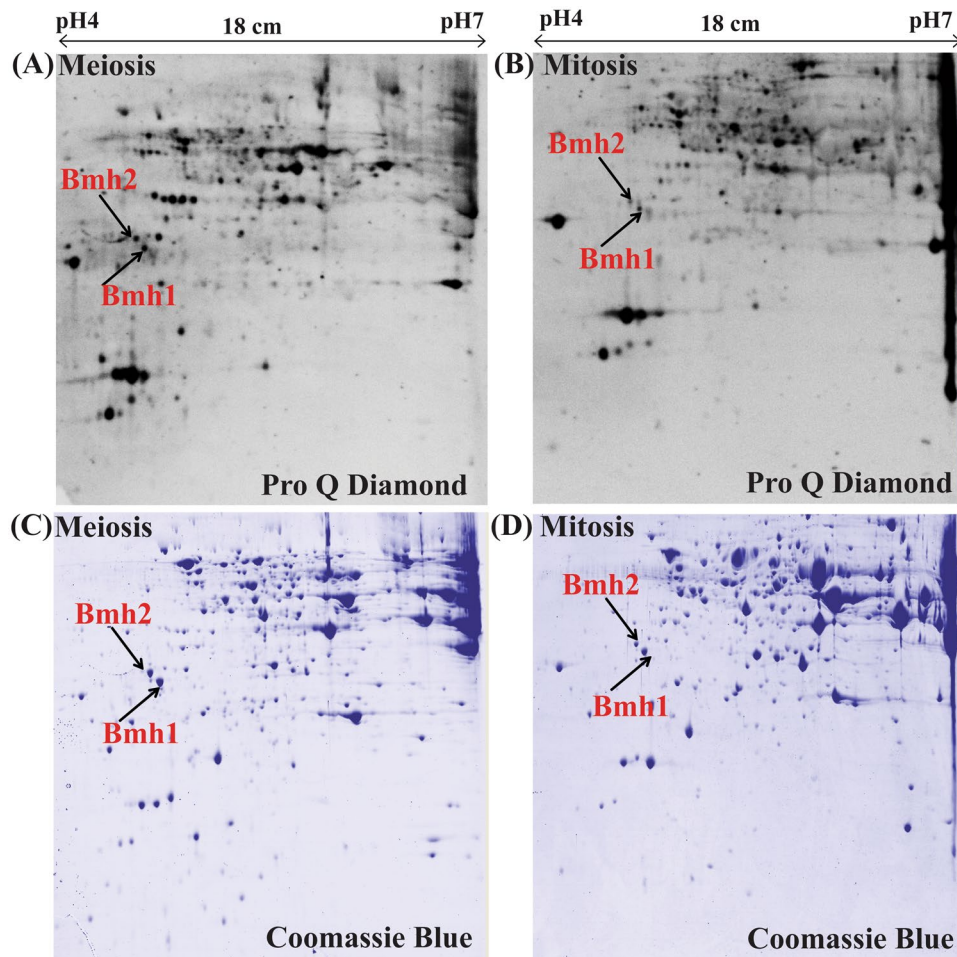 pH4 18 cm pH7 pH4 18 cm pH7
(A) Meiosis
Bmh2
Bmh1
Pro Q Diamond
(B) Mitosis
Bmh2
Bmh1
Pro Q Diamond
(C) Meiosis
Bmh2
Bmh1
Coomassie Blue
(D) Mitosis
Bmh2
Bmh1
Coomassie Blue